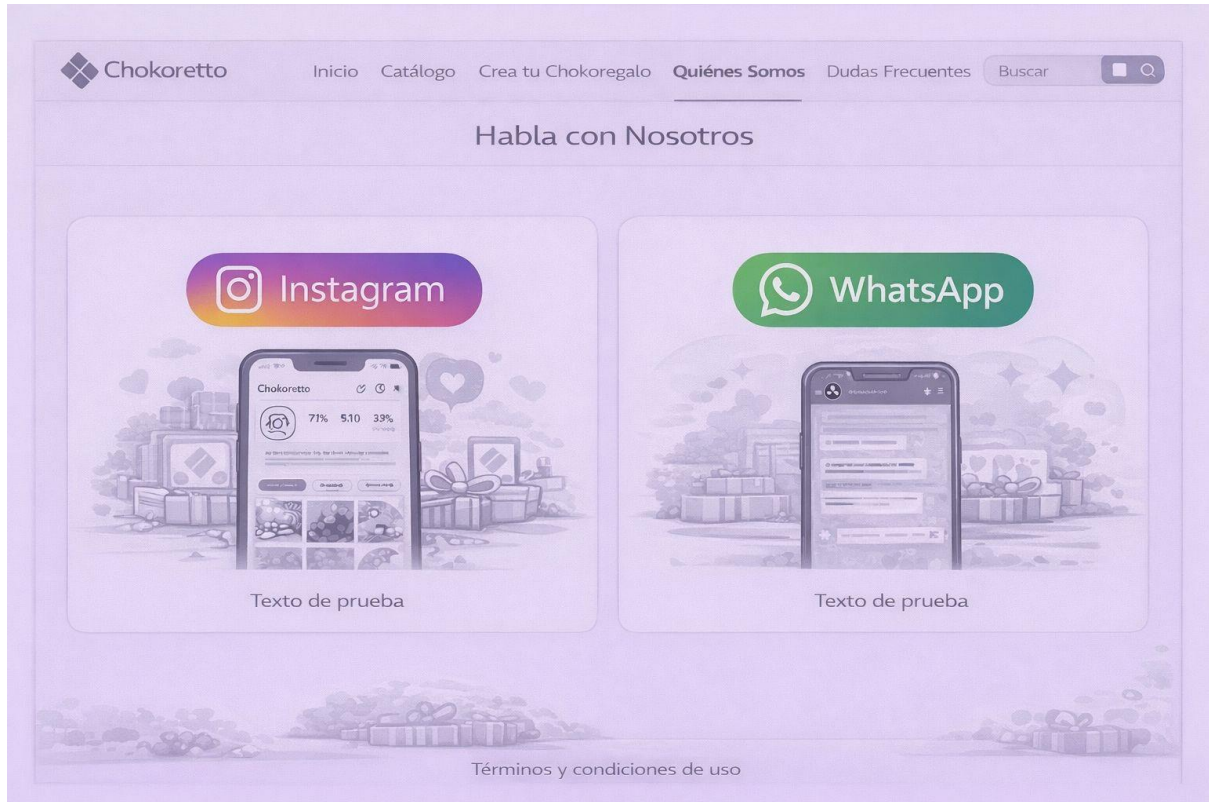 Chokoretto
Inicio Catálogo Crea tu Chokoregalo Quiénes Somos Dudas Frecuentes Buscar
Habla con Nosotros
Instagram
WhatsApp
Chokoretto
71% 5.10 33%
Texto de prueba
Texto de prueba
Términos y condiciones de uso